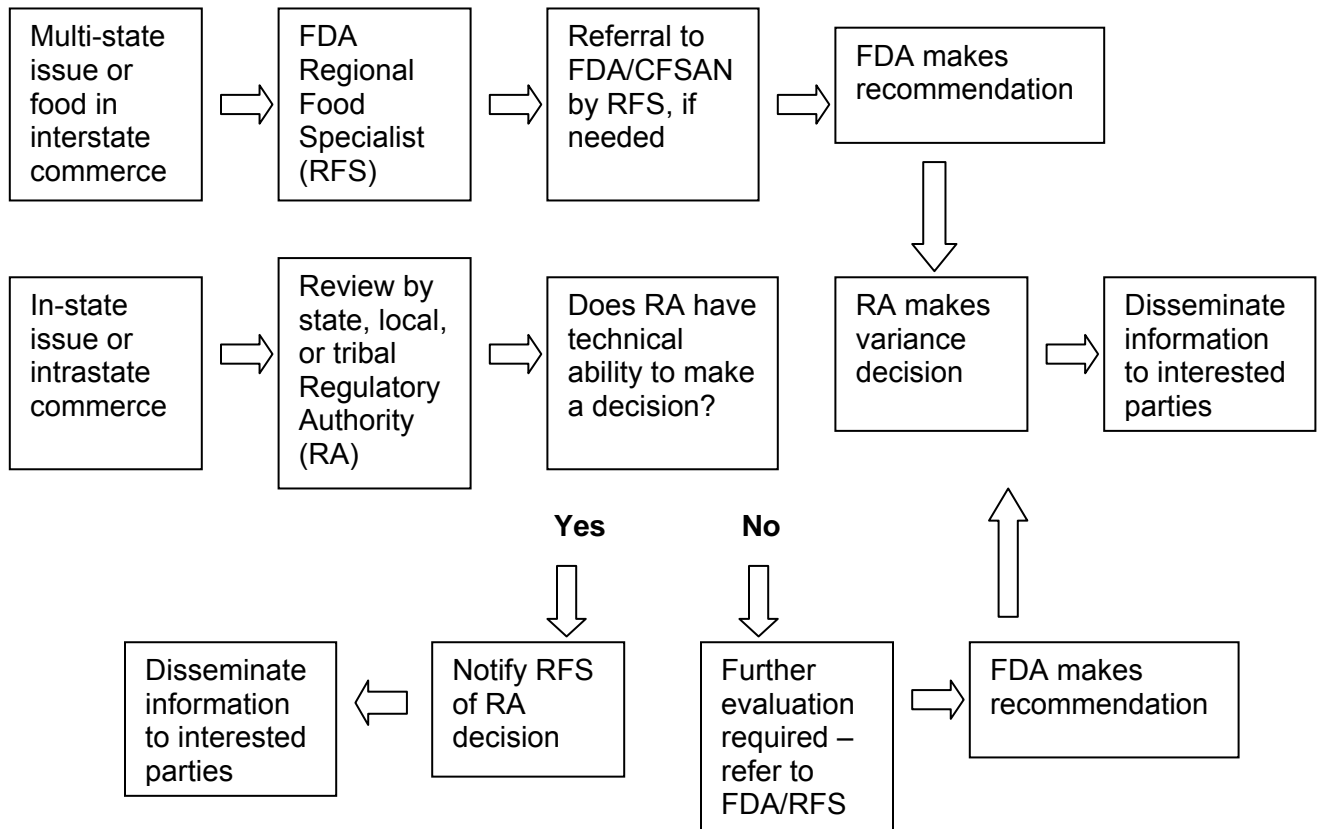 Multi-state
issue or
food in
interstate
commerce
FDA
Regional
Food
Specialist
(RFS)
Referral to
FDA/CFSAN
by RFS, if
needed
FDA makes
recommendation
In-state
issue or
intrastate
commerce
Review by
state, local,
or tribal
Regulatory
Authority
(RA)
Does RA have
technical
ability to make
a decision?
RA makes
variance
decision
Disseminate
information
to interested
parties
Yes
No
Disseminate
information
to interested
parties
Notify RFS
of RA
decision
Further
evaluation
required –
refer to
FDA/RFS
FDA makes
recommendation